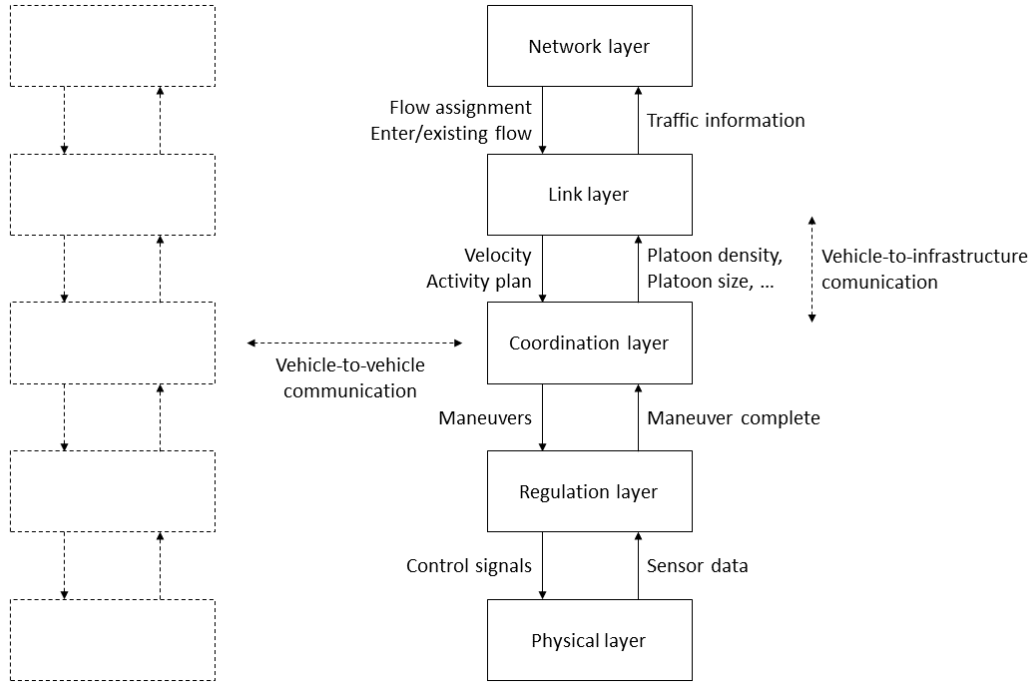 Network layer
Flow assignment
Enter/existing flow
Traffic information
Link layer
Velocity
Activity plan
Platoon density,
Platoon size, ...
Vehicle-to-infrastructure
comunication
Coordination layer
Vehicle-to-vehicle
communication
Maneuvers
Maneuver complete
Regulation layer
Control signals
Sensor data
Physical layer